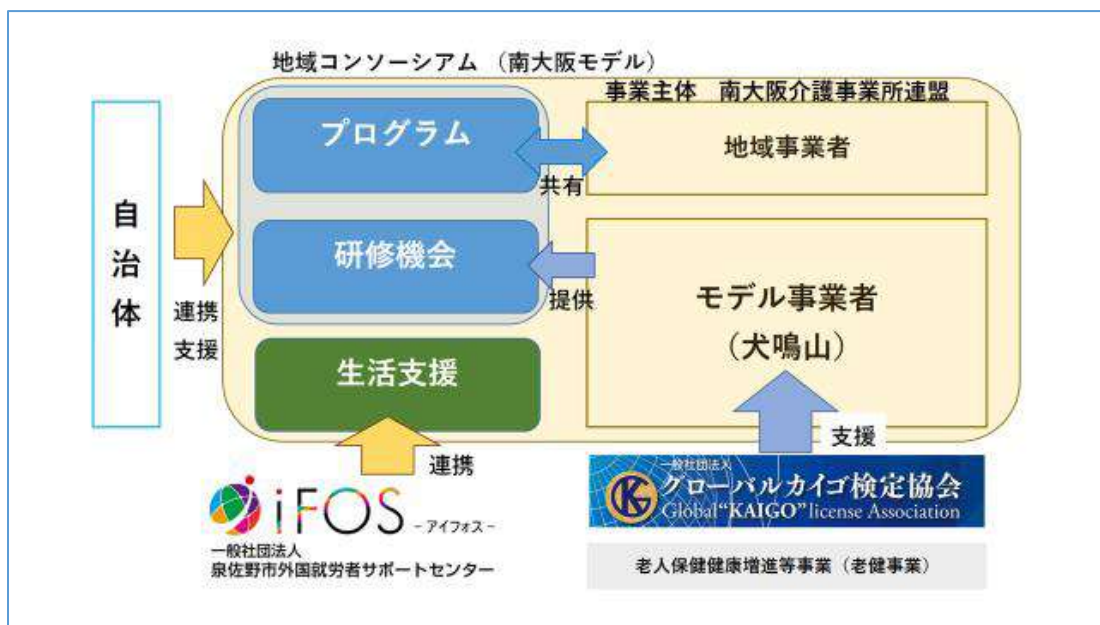 地域コンソーシアム (南大阪モデル)
事業主体 南大阪介護事業所連盟
自治体
連携
支援
プログラム
共有
地域事業者
研修機会
提供
モデル事業者
(犬鳴山)
生活支援
連携
支援
iFOS -アイフォス-
一般社団法人
泉佐野市外国就労者サポートセンター
一般社団法人
グローバルカイゴ検定協会
Global"KAIGO"license Association
老人保健健康増進等事業(老健事業)